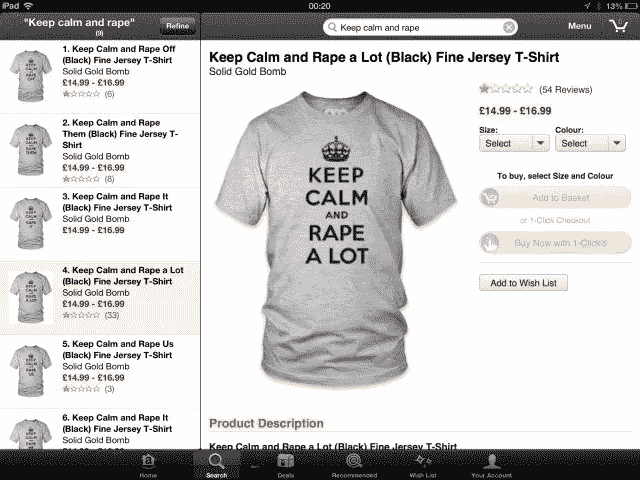 iPad
00:20
13%
"Keep calm and rape"
(9)
Refine
Keep calm and rape
Menu
1. Keep Calm and Rape Off
(Black) Fine Jersey T-Shirt
Solid Gold Bomb
£14.99 - £16.99
(6)
2. Keep Calm and Rape
Them (Black) Fine Jersey T-
Shirt
Solid Gold Bomb
£14.99 - £16.99
(8)
3. Keep Calm and Rape It
(Black) Fine Jersey T-Shirt
Solid Gold Bomb
£14.99 - £16.99
4. Keep Calm and Rape a Lot
(Black) Fine Jersey T-Shirt
Solid Gold Bomb
£14.99 - £16.99
(33)
5. Keep Calm and Rape Us
(Black) Fine Jersey T-Shirt
Solid Gold Bomb
£14.99 - £16.99
(3)
6. Keep Calm and Rape It
(Black) Fine Jersey T-Shirt
Solid Gold Bomb
Keep Calm and Rape a Lot (Black) Fine Jersey T-Shirt
Solid Gold Bomb
KEEP
CALM
AND
RAPE
A LOT
(54 Reviews)
£14.99 - £16.99
Size:
Colour:
Select
Select
To buy, select Size and Colour
Add to Basket
or 1-Click Checkout
Buy Now with 1-Click®
Add to Wish List
Product Description
Keep Calm and Rape a Lot (Black) Fine Jersey T-Shirt
Home
Search
Deals
Recommended
Wish List
Your Account